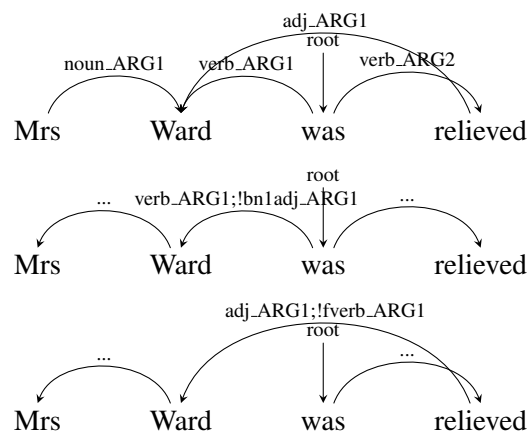 adj_ARG1
root
noun_ARG1 verb_ARG1 verb_ARG2
Mrs Ward was relieved
root
... verb_ARG1;!bn1adj_ARG1 ...
Mrs Ward was relieved
adj_ARG1;!fverb_ARG1
root
... ...
Mrs Ward was relieved